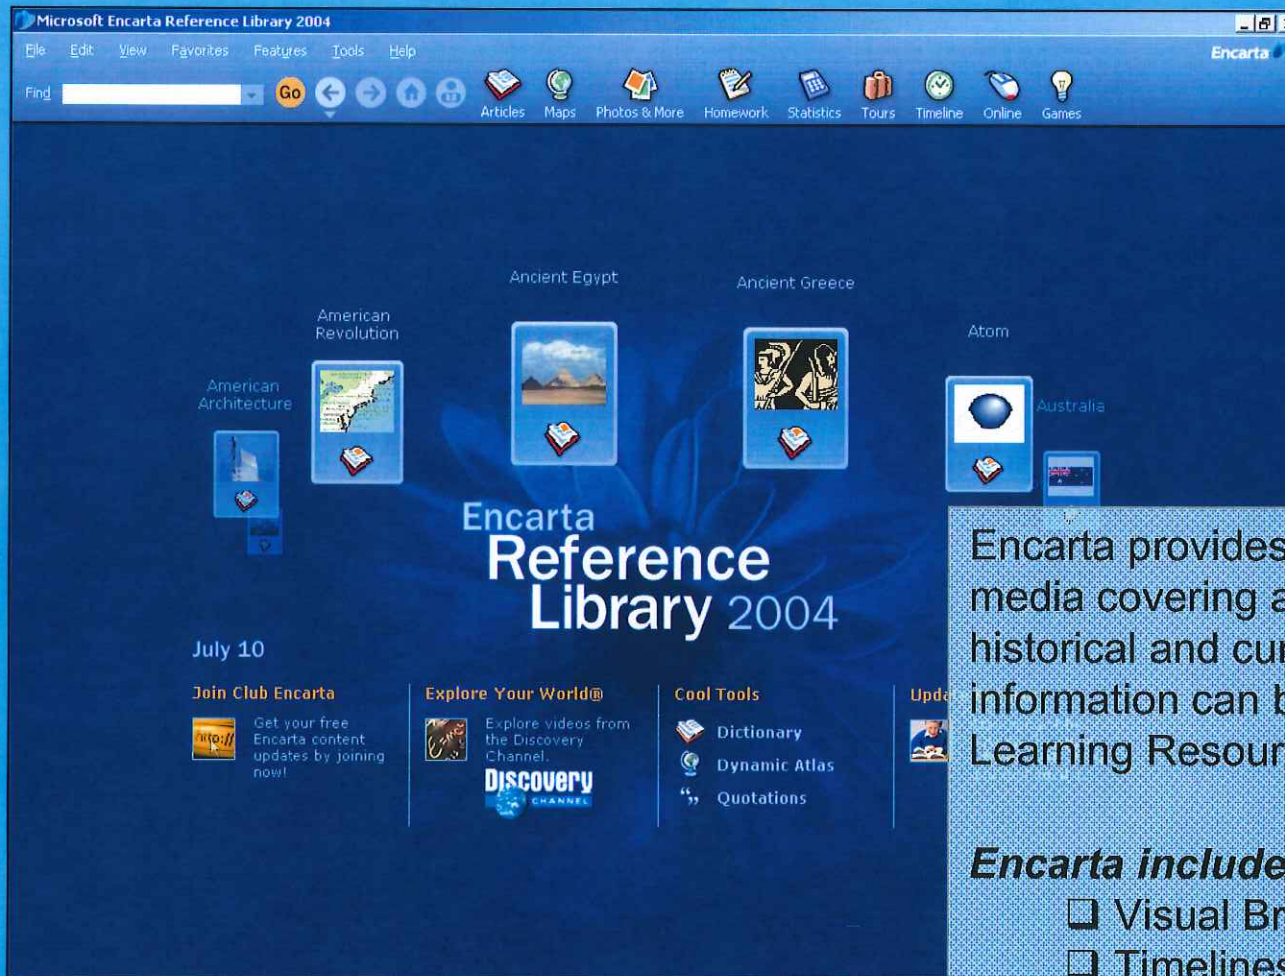 Microsoft Encarta Reference Library 2004
File Edit View Favorites Features Tools Help
Encarta
Find
Go
Articles Maps Photos & More Homework Statistics Tours Timeline Online Games
Ancient Egypt
Ancient Greece
American
Revolution
Atom
American
Architecture
Australia
Encarta
Reference
Library 2004
July 10
Join Club Encarta
Get your free
Encarta content
updates by joining
now!
http://
Explore Your World®
Explore videos from
the Discovery
Channel.
Discovery
CHANNEL
Cool Tools
Dictionary
Dynamic Atlas
Quotations
Upda
Encarta provides
media covering a
historical and cur
information can b
Learning Resour
Encarta include
Visual Br
Timelines